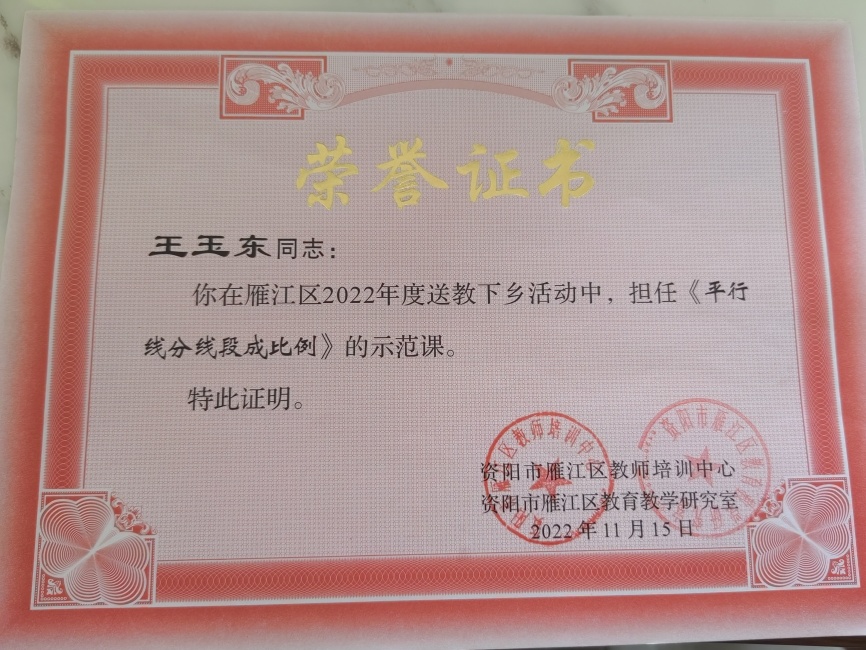 荣誉证书
王玉东同志：
你在雁江区2022年度送教下乡活动中，担任《平行
线分线段成比例》的示范课。
特此证明。
资阳市雁江区教师培训中心
资阳市雁江区教育教学研究室
2022年11月15日